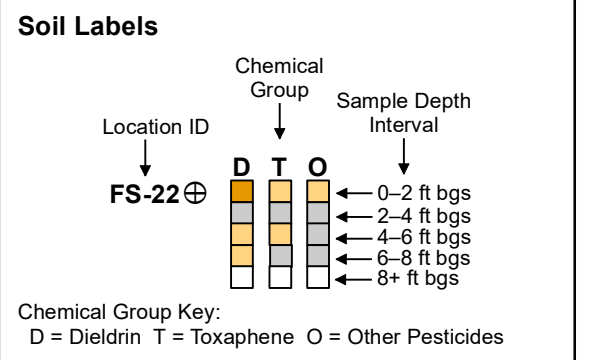 Soil Labels
Chemical
Group
Sample Depth
Interval
Location ID
D T O
FS-22
0–2 ft bgs
2–4 ft bgs
4–6 ft bgs
6–8 ft bgs
8+ ft bgs
Chemical Group Key:
D = Dieldrin T = Toxaphene O = Other Pesticides